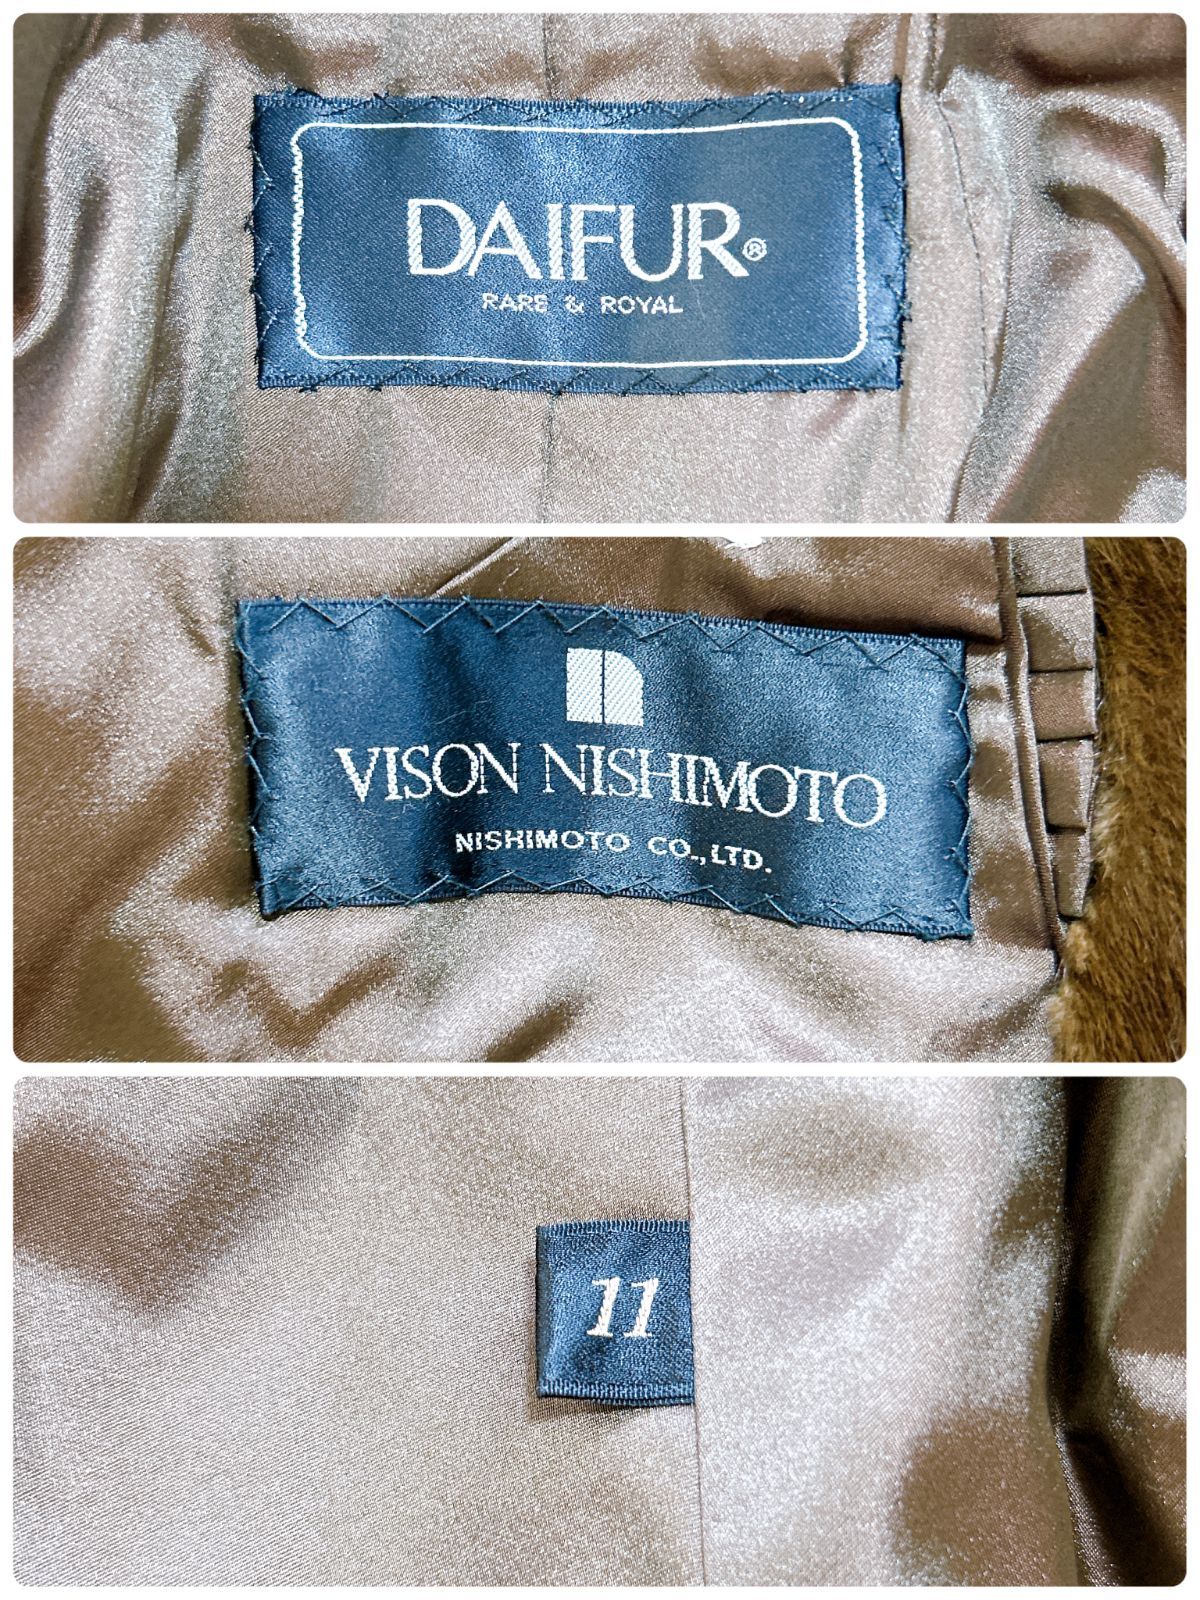 DAIFUR®
RARE & ROYAL
VISON NISHIMOTO
NISHIMOTO CO.,LTD.
11